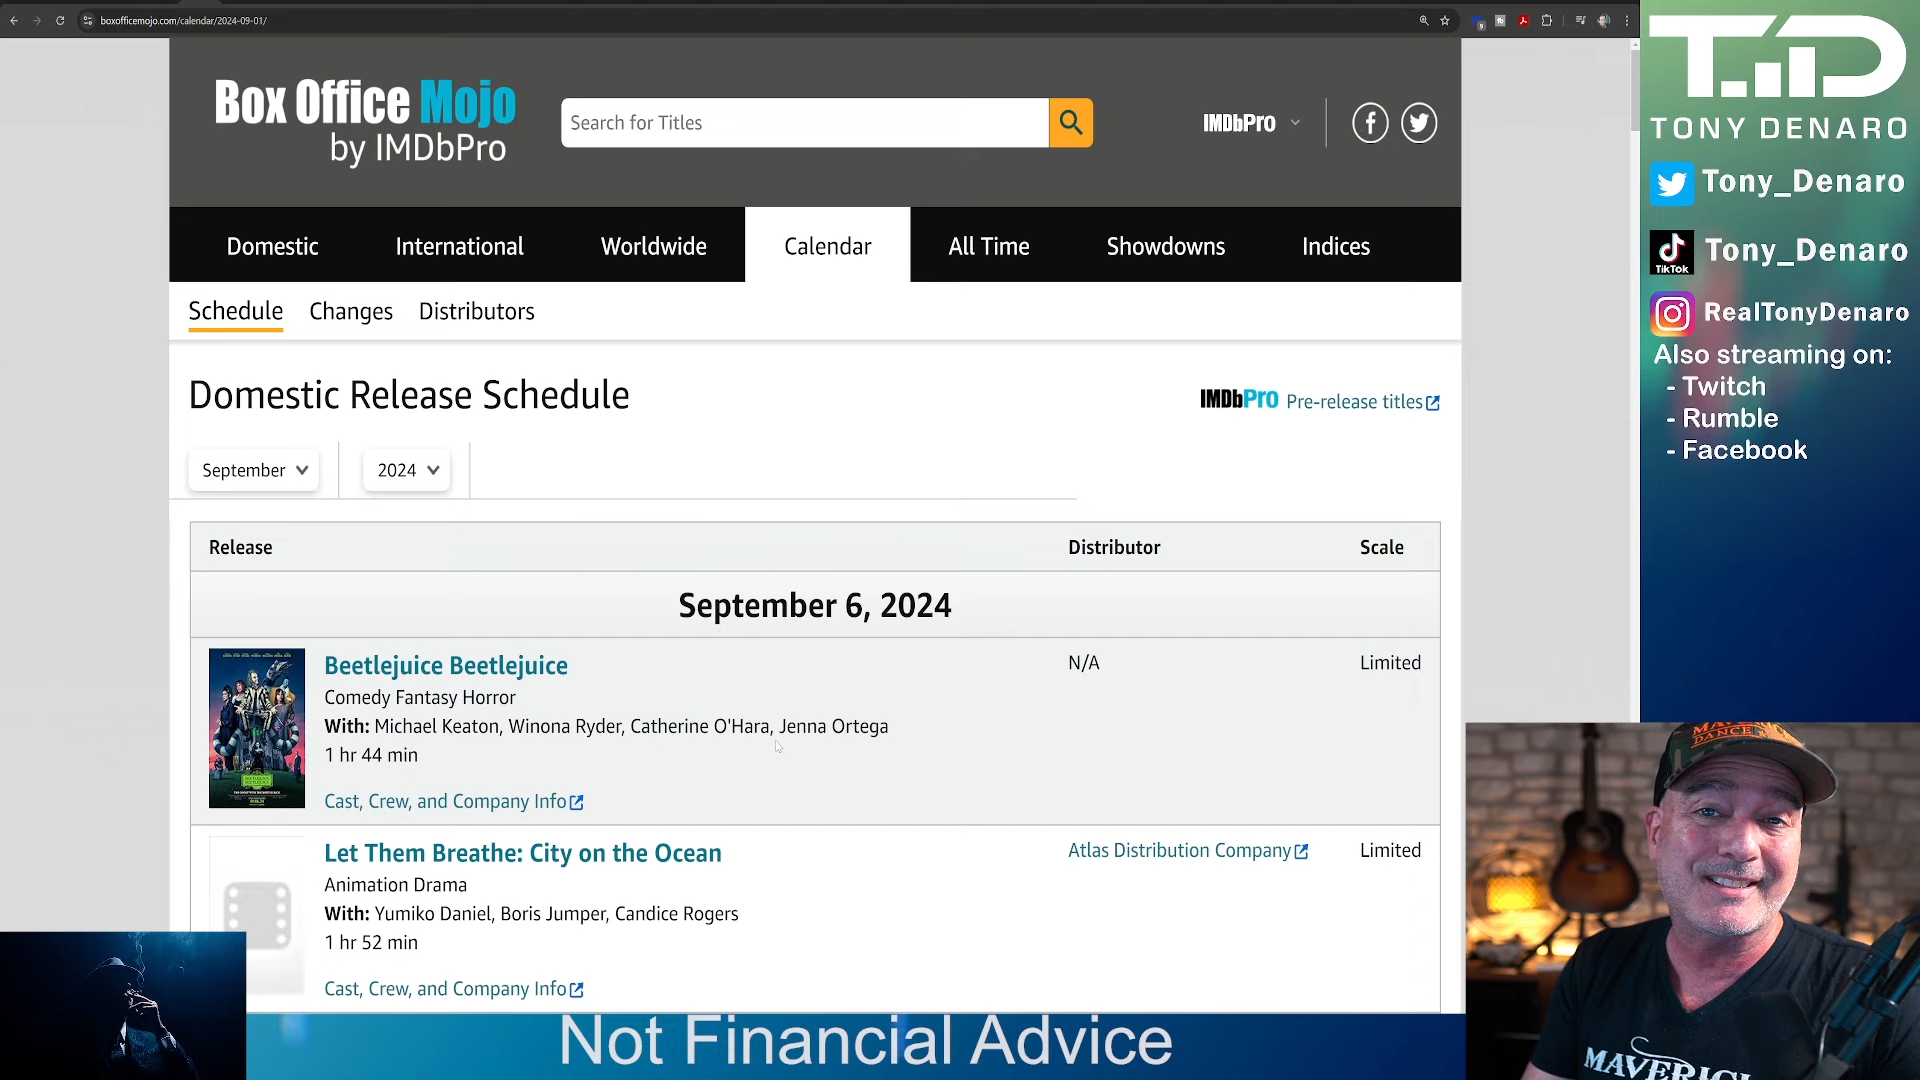 boxofficemojo.com/calendar/2024-09-01/
Box Office Mojo
by IMDbPro
Search for Titles
IMDbPro
Domestic
International
Worldwide
Calendar
All Time
Showdowns
Indices
Schedule
Changes
Distributors
Domestic Release Schedule
IMDbPro Pre-release titles
September
2024
Release
Distributor
Scale
September 6, 2024
Beetlejuice Beetlejuice
N/A
Limited
Comedy Fantasy Horror
With: Michael Keaton, Winona Ryder, Catherine O'Hara, Jenna Ortega
1 hr 44 min
Cast, Crew, and Company Info
Let Them Breathe: City on the Ocean
Atlas Distribution Company
Limited
Animation Drama
With: Yumiko Daniel, Boris Jumper, Candice Rogers
1 hr 52 min
Cast, Crew, and Company Info
Not Financial Advice
TD
TONY DENARO
Tony_Denaro
TikTok
Tony_Denaro
RealTonyDenaro
Also streaming on:
- Twitch
- Rumble
- Facebook
DANCE